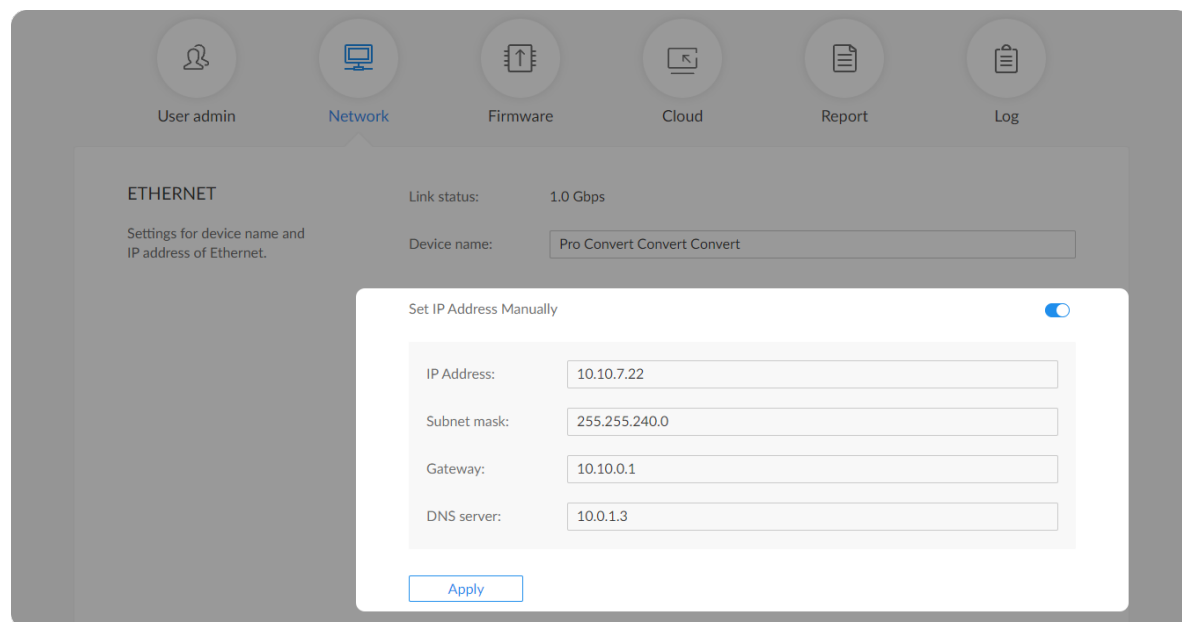 User admin
Network
Firmware
Cloud
Report
Log
ETHERNET
Settings for device name and
IP address of Ethernet.
Link status: 1.0 Gbps
Device name: Pro Convert Convert Convert
Set IP Address Manually
IP Address: 10.10.7.22
Subnet mask: 255.255.240.0
Gateway: 10.10.0.1
DNS server: 10.0.1.3
Apply